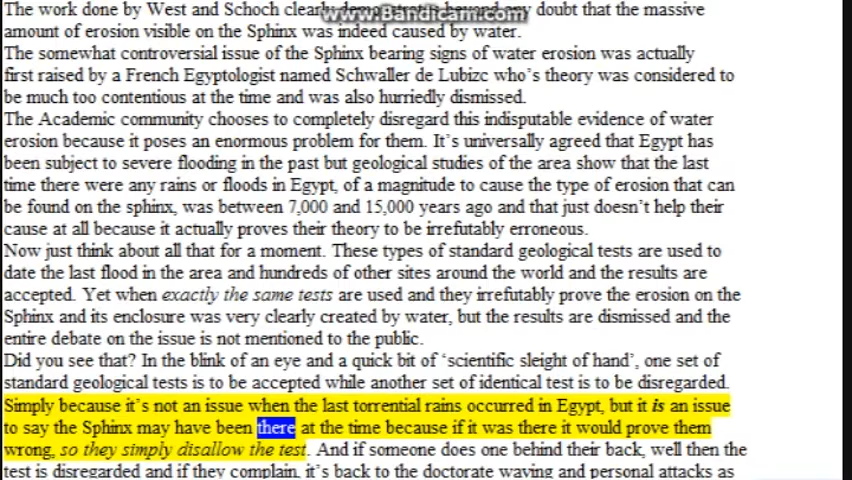 The work done by West and Schoch clearly demonstrate beyond any doubt that the massive
www.Bandicam.com
amount of erosion visible on the Sphinx was indeed caused by water.
The somewhat controversial issue of the Sphinx bearing signs of water erosion was actually
first raised by a French Egyptologist named Schwaller de Lubizc who's theory was considered to
be much too contentious at the time and was also hurriedly dismissed.
The Academic community chooses to completely disregard this indisputable evidence of water
erosion because it poses an enormous problem for them. It's universally agreed that Egypt has
been subject to severe flooding in the past but geological studies of the area show that the last
time there were any rains or floods in Egypt, of a magnitude to cause the type of erosion that can
be found on the sphinx, was between 7,000 and 15,000 years ago and that just doesn't help their
cause at all because it actually proves their theory to be irrefutably erroneous.
Now just think about all that for a moment. These types of standard geological tests are used to
date the last flood in the area and hundreds of other sites around the world and the results are
accepted. Yet when exactly the same tests are used and they irrefutably prove the erosion on the
Sphinx and its enclosure was very clearly created by water, but the results are dismissed and the
entire debate on the issue is not mentioned to the public.
Did you see that? In the blink of an eye and a quick bit of 'scientific sleight of hand', one set of
standard geological tests is to be accepted while another set of identical test is to be disregarded.
Simply because it's not an issue when the last torrential rains occurred in Egypt, but it is an issue
to say the Sphinx may have been there at the time because if it was there it would prove them
wrong, so they simply disallow the test. And if someone does one behind their back, well then the
test is disregarded and if they complain, it's back to the doctorate waving and personal attacks as